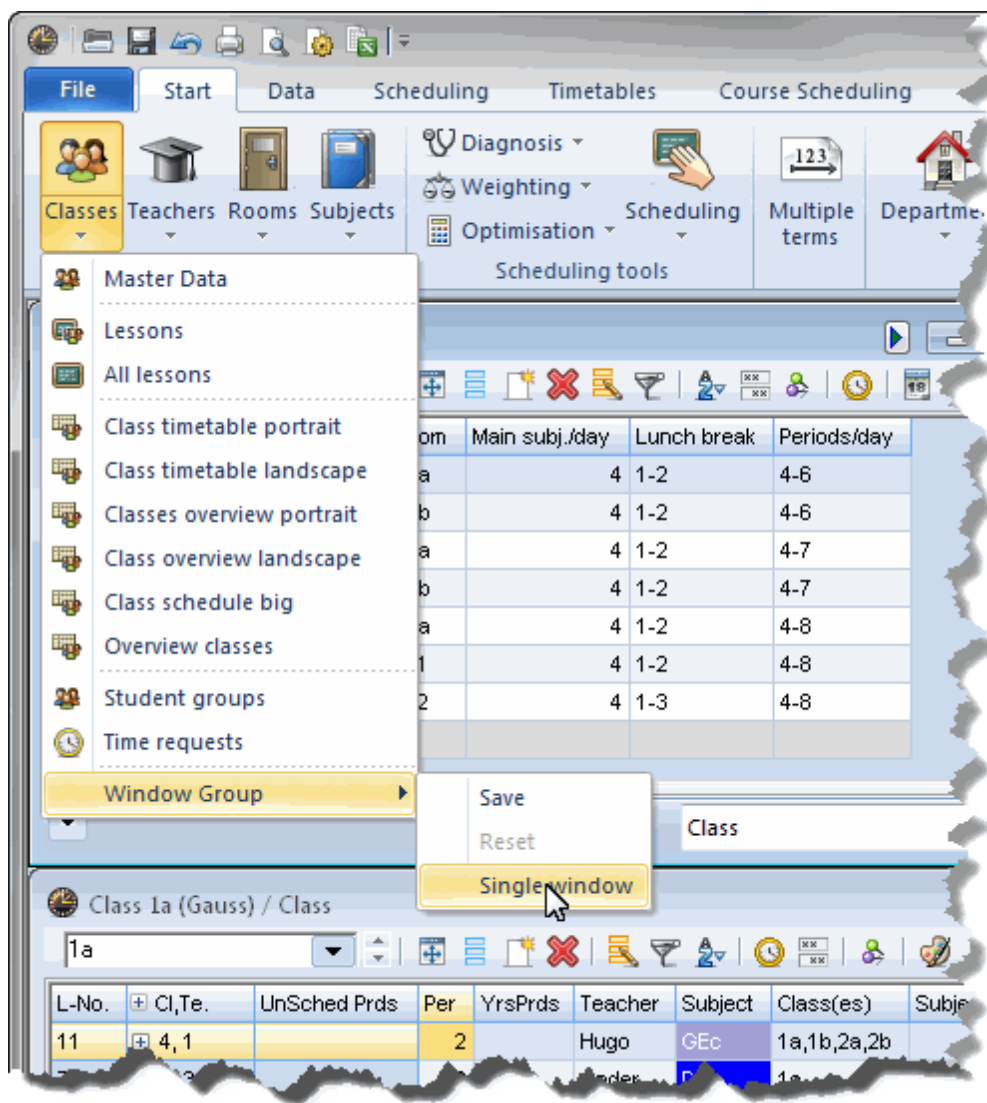 File Start Data Scheduling Timetables Course Scheduling
Classes Teachers Rooms Subjects
Diagnosis
Weighting
Optimisation
Scheduling
123
Multiple
terms
Scheduling tools
Master Data
Lessons
All lessons
Class timetable portrait
Class timetable landscape
Classes overview portrait
Class overview landscape
Class schedule big
Overview classes
Student groups
Time requests
Window Group
Save
Reset
Single window
om Main subj./day Lunch break Periods/day
a 4 1-2 4-6
b 4 1-2 4-6
a 4 1-2 4-7
b 4 1-2 4-7
a 4 1-2 4-8
1 4 1-2 4-8
2 4 1-3 4-8
Class
Class 1a (Gauss) / Class
1a
L-No. Cl,Te. UnSched Prds Per YrsPrds Teacher Subject Class(es)
11 4, 1 2 Hugo GEc 1a,1b,2a,2b